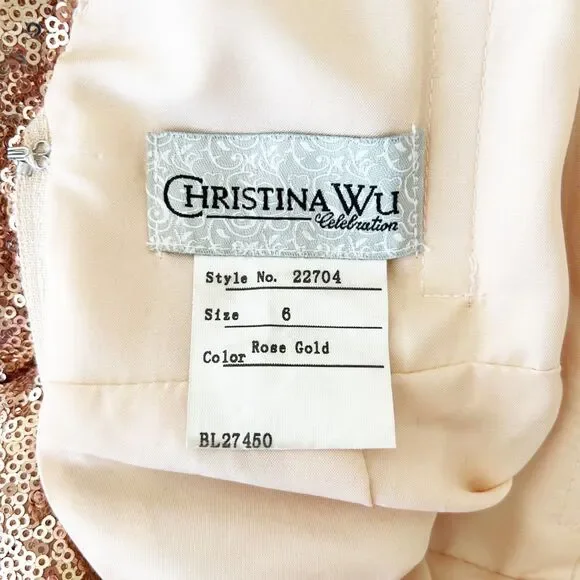 CHRISTINA WU
Celebration
Style No. 22704
Size 6
Color Rose Gold
BL27450